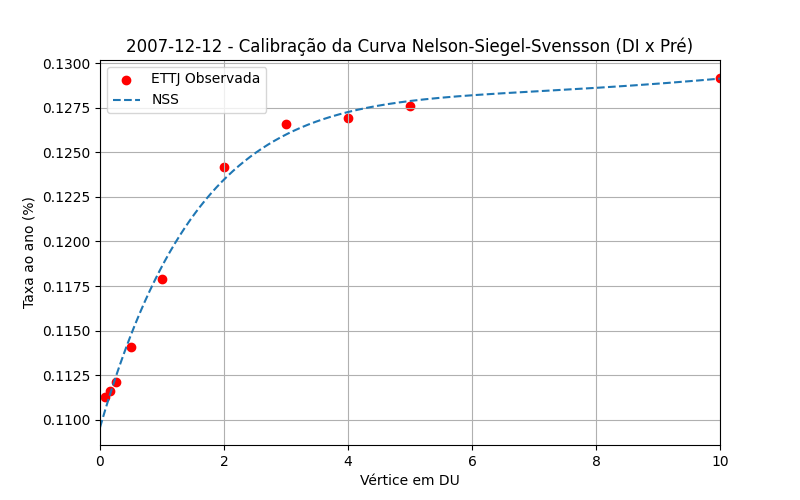 2007-12-12 - Calibração da Curva Nelson-Siegel-Svensson (DI x Pré)
ETTJ Observada
NSS
Taxa ao ano (%)
0.1300
0.1275
0.1250
0.1225
0.1200
0.1175
0.1150
0.1125
0.1100
0 2 4 6 8 10
Vértice em DU